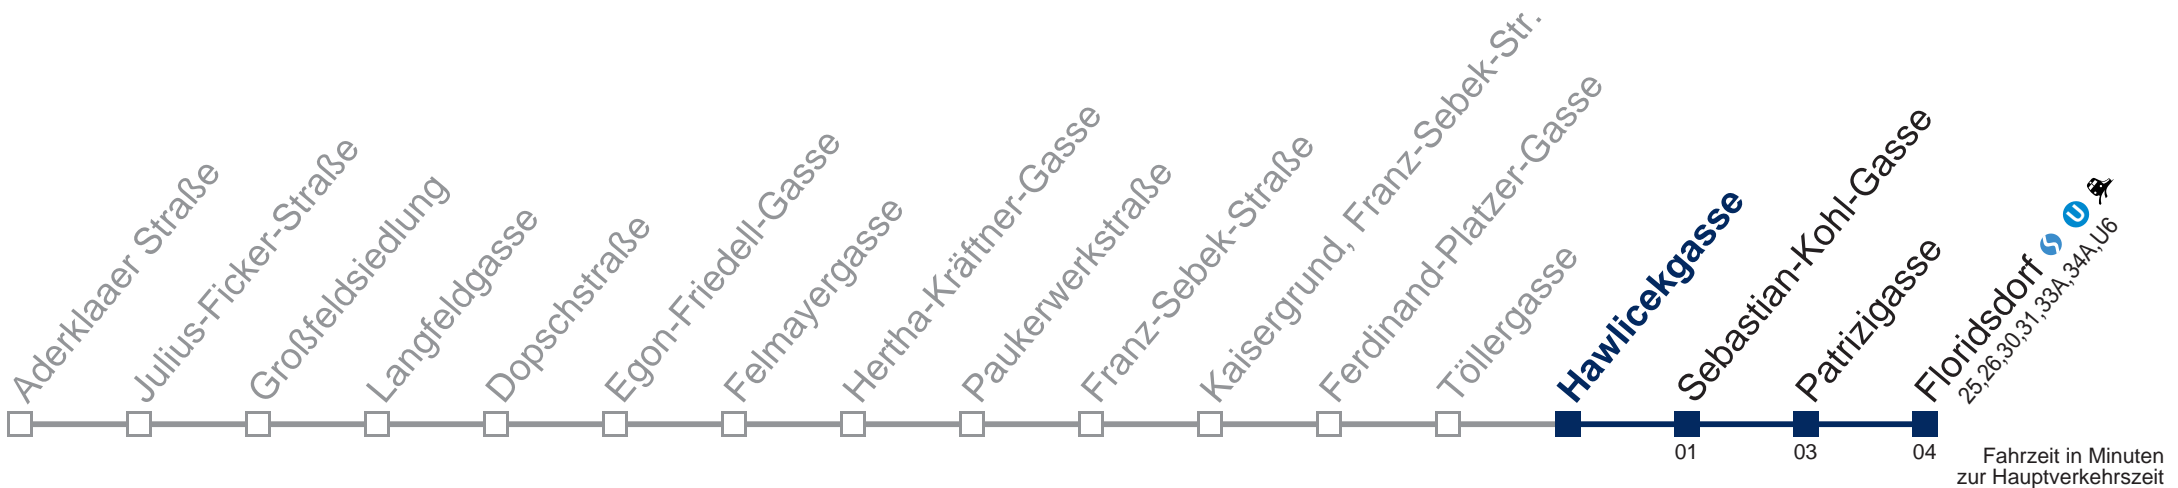 Aderklaaer Straße
Julius-Ficker-Straße
Großfeldsiedlung
Langfeldgasse
Dopschstraße
Egon-Friedell-Gasse
Felmayergasse
Hertha-Kräftner-Gasse
Paukerwerkstraße
Franz-Sebek-Straße
Kaisergrund, Franz-Sebek-Str.
Ferdinand-Platzer-Gasse
Töllergasse
Hawlicekgasse
Sebastian-Kohl-Gasse
Patrizigasse
Floridsdorf S U
25,26,30,31,33A,34A,U6
01
03
04
Fahrzeit in Minuten
zur Hauptverkehrszeit